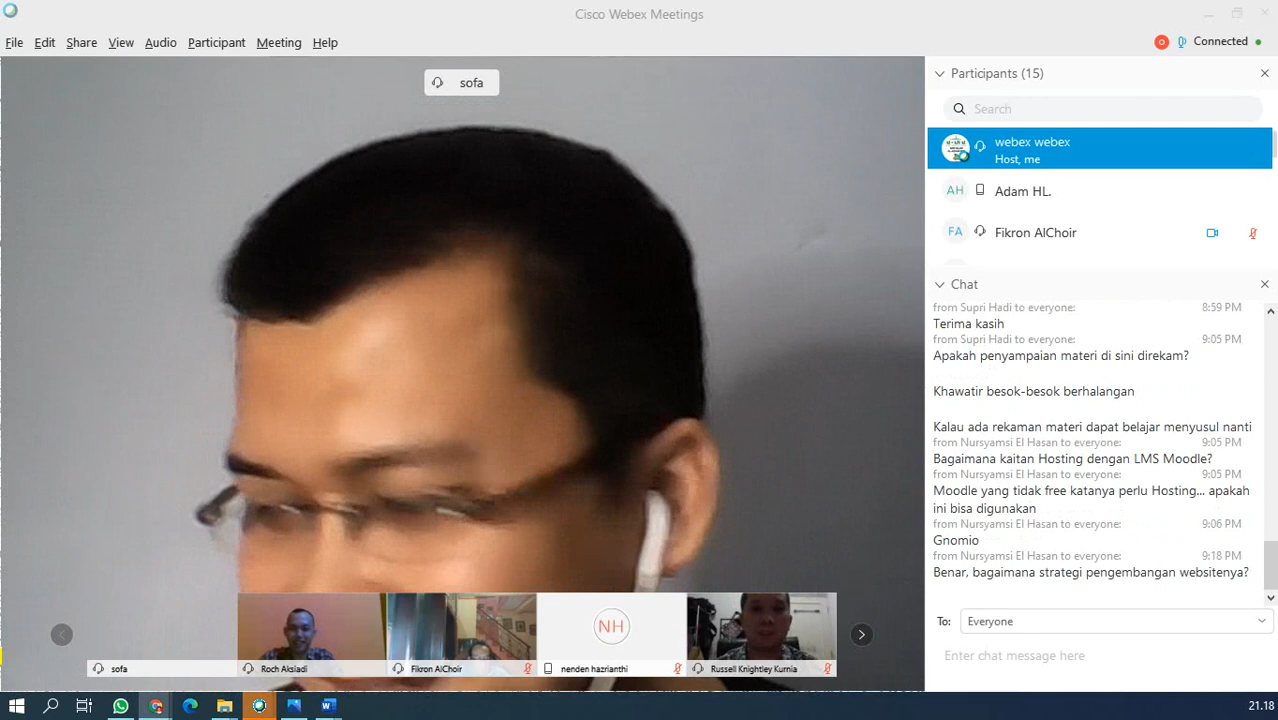 Cisco Webex Meetings
File Edit Share View Audio Participant Meeting Help
Connected
sofa
Participants (15)
Search
webex webex
Host, me
AH Adam HL.
FA Fikron AlChoir
Chat
from Supri Hadi to everyone: 8:59 PM
Terima kasih
from Supri Hadi to everyone: 9:05 PM
Apakah penyampaian materi di sini direkam?
Khawatir besok-besok berhalangan
Kalau ada rekaman materi dapat belajar menyusul nanti
from Nursyamsi El Hasan to everyone: 9:05 PM
Bagaimana kaitan Hosting dengan LMS Moodle?
from Nursyamsi El Hasan to everyone: 9:05 PM
Moodle yang tidak free katanya perlu Hosting... apakah
ini bisa digunakan
from Nursyamsi El Hasan to everyone: 9:06 PM
Gnomio
from Nursyamsi El Hasan to everyone: 9:18 PM
Benar, bagaimana strategi pengembangan websitenya?
To: Everyone
Enter chat message here
NH
sofa
Roch Aksiadi
Fikron AlChoir
nenden hazrianthi
Russell Knightley Kurnia
21.18